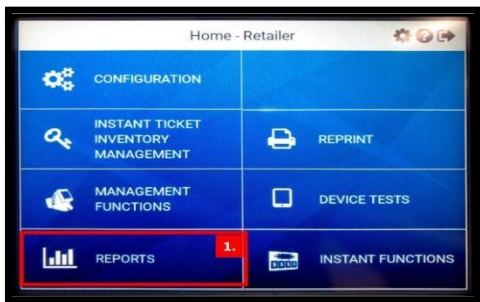 Home - Retailer
CONFIGURATION
INSTANT TICKET
INVENTORY
MANAGEMENT
REPRINT
MANAGEMENT
FUNCTIONS
DEVICE TESTS
1.
REPORTS
INSTANT FUNCTIONS